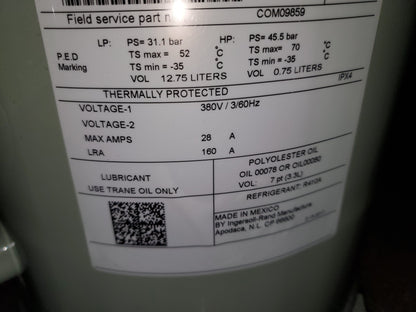 Field service part n COM09859
LP: PS= 31.1 bar HP: PS= 45.5 bar
P.E.D TS max= 52 °C TS max = 70 °C
Marking TS min = -35 TS min = -35 °C
VOL 12.75 LITERS VOL 0.75 LITERS
IPX4
THERMALLY PROTECTED
VOLTAGE-1 380V / 3/60Hz
VOLTAGE-2
MAX AMPS 28 A
LRA 160 A
LUBRICANT
USE TRANE OIL ONLY
POLYOLESTER OIL
OIL 00078 OR OIL00080
VOL: 7 pt (3.3L)
REFRIGERANT: R410A
MADE IN MEXICO
BY Ingersoll-Rand Manufactura
Apodaca, N.L. CP 66600